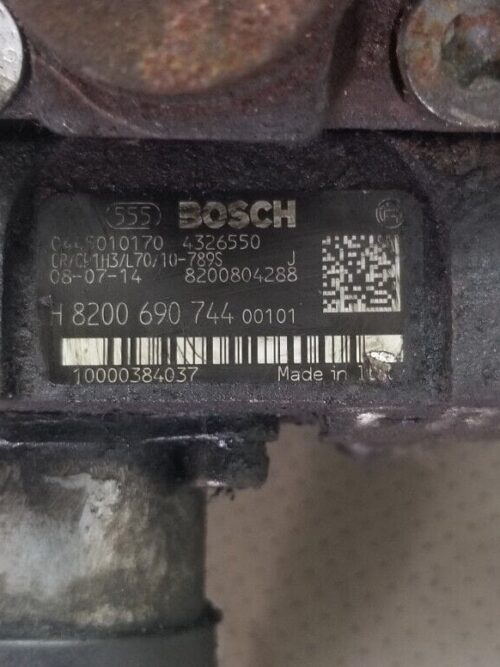 555 BOSCH
0445010170 4326550
CR/CP1H3/L70/10-789S J
08-07-14 8200804288
H 8200 690 744 00101
10000384037 Made in